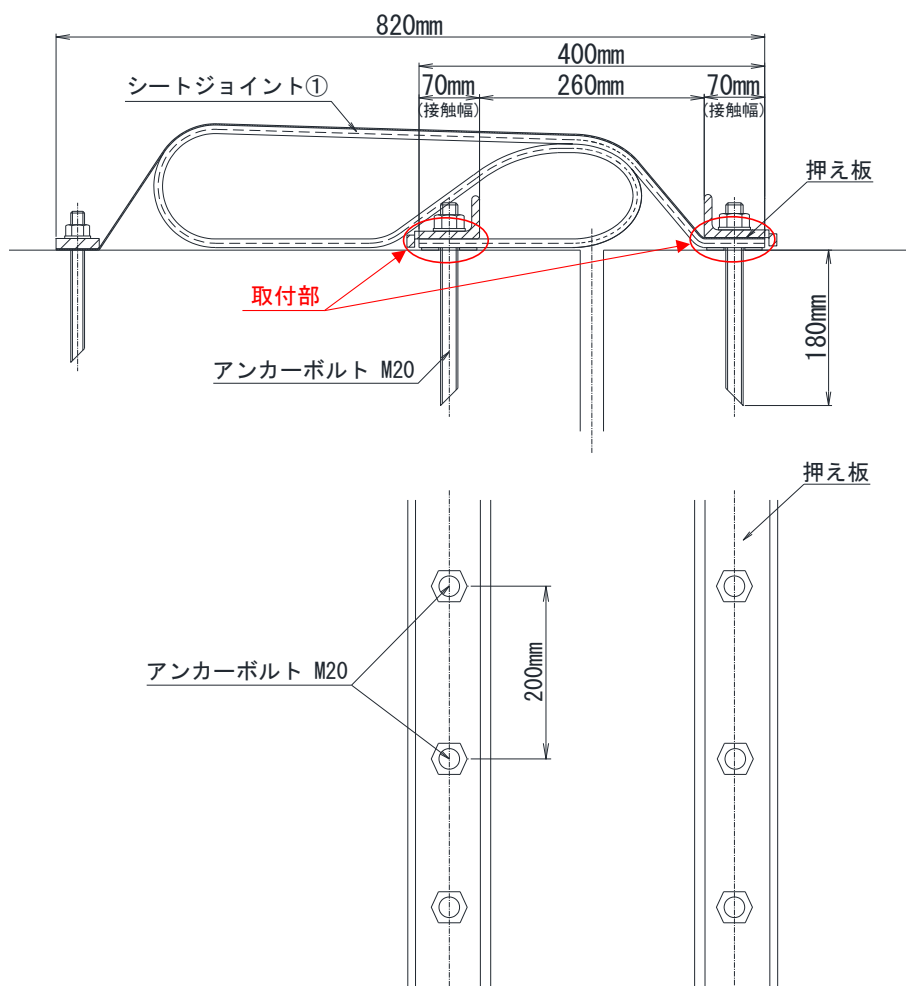 820mm
400mm
70mm
260mm
70mm
(接触幅)
(接触幅)
シートジョイント①
押え板
取付部
180mm
アンカーボルト M20
押え板
200mm
アンカーボルト M20